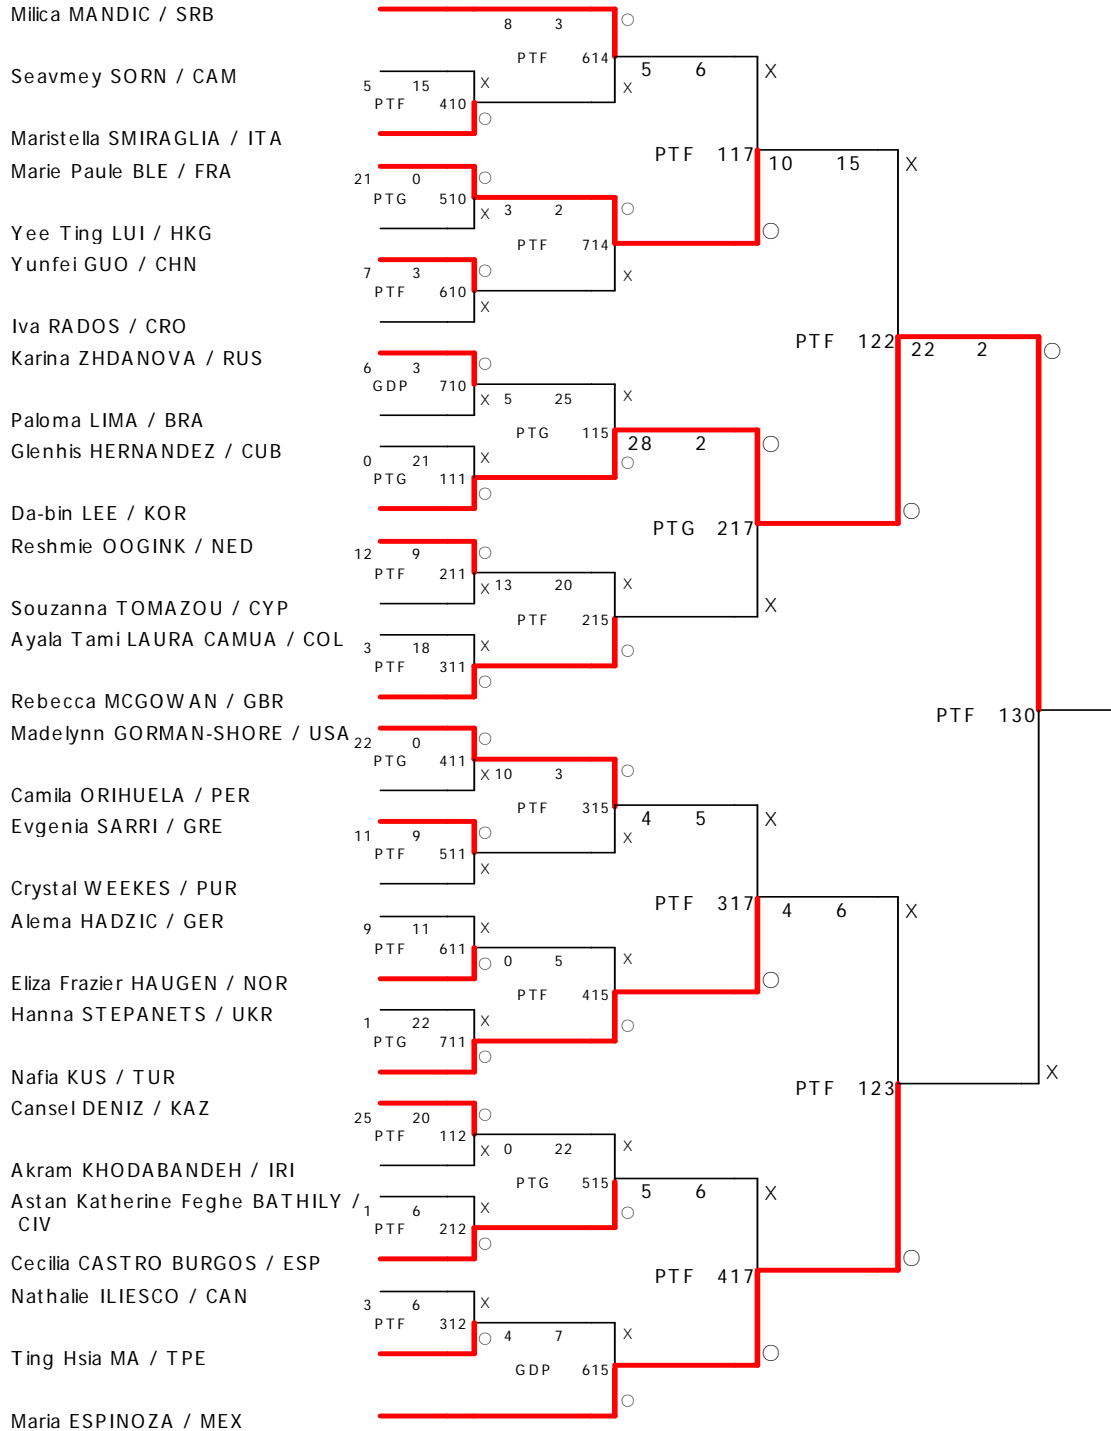 Milica MANDIC / SRB
8 3 ○
PTF 614
5 6 X
Seavmey SORN / CAM
5 15 X X
PTF 410
○
Maristella SMIRAGLIA / ITA
PTF 117
10 15 X
Marie Paule BLE / FRA
21 0 ○
PTG 510
X 3 2 ○
○
Yee Ting LUI / HKG
PTF 714
Yunfei GUO / CHN
7 3 ○ X
PTF 610
X
Iva RADOS / CRO
PTF 122
22 2 ○
Karina ZHDANOVA / RUS
6 3 ○
GDP 710
X 5 25 X
Paloma LIMA / BRA
PTG 115
28 2 ○
Glenhis HERNANDEZ / CUB
0 21 X ○
PTG 111
○
Da-bin LEE / KOR
○
PTG 217
Reshmie OOGINK / NED
12 9 ○
PTF 211
X 13 20 X
Souzanna TOMAZOU / CYP
X
PTF 215
Ayala Tami LAURA CAMUA / COL
3 18 X ○
PTF 311
○
Rebecca MCGOWAN / GBR
PTF 130
Madelynn GORMAN-SHORE / USA
22 0 ○
PTG 411
X 10 3 ○
Camila ORIHUELA / PER
PTF 315
4 5 X
Evgenia SARRI / GRE
11 9 ○ X
PTF 511
X
Crystal WEEKES / PUR
PTF 317
4 6 X
Alema HADZIC / GER
9 11 X
PTF 611
○ 0 5 X
○
Eliza Frazier HAUGEN / NOR
PTF 415
Hanna STEPANETS / UKR
1 22 X ○
PTG 711
○
X
Nafia KUS / TUR
PTF 123
Cansel DENIZ / KAZ
25 20 ○
PTF 112
X 0 22 X
Akram KHODABANDEH / IRI
PTG 515
5 6 X
Astan Katherine Feghe BATHILY /
CIV
1 6 X ○
PTF 212
○
○
Cecilia CASTRO BURGOS / ESP
PTF 417
Nathalie ILIESCO / CAN
3 6 X
PTF 312
○ 4 7 X
○
Ting Hsia MA / TPE
GDP 615
○
Maria ESPINOZA / MEX